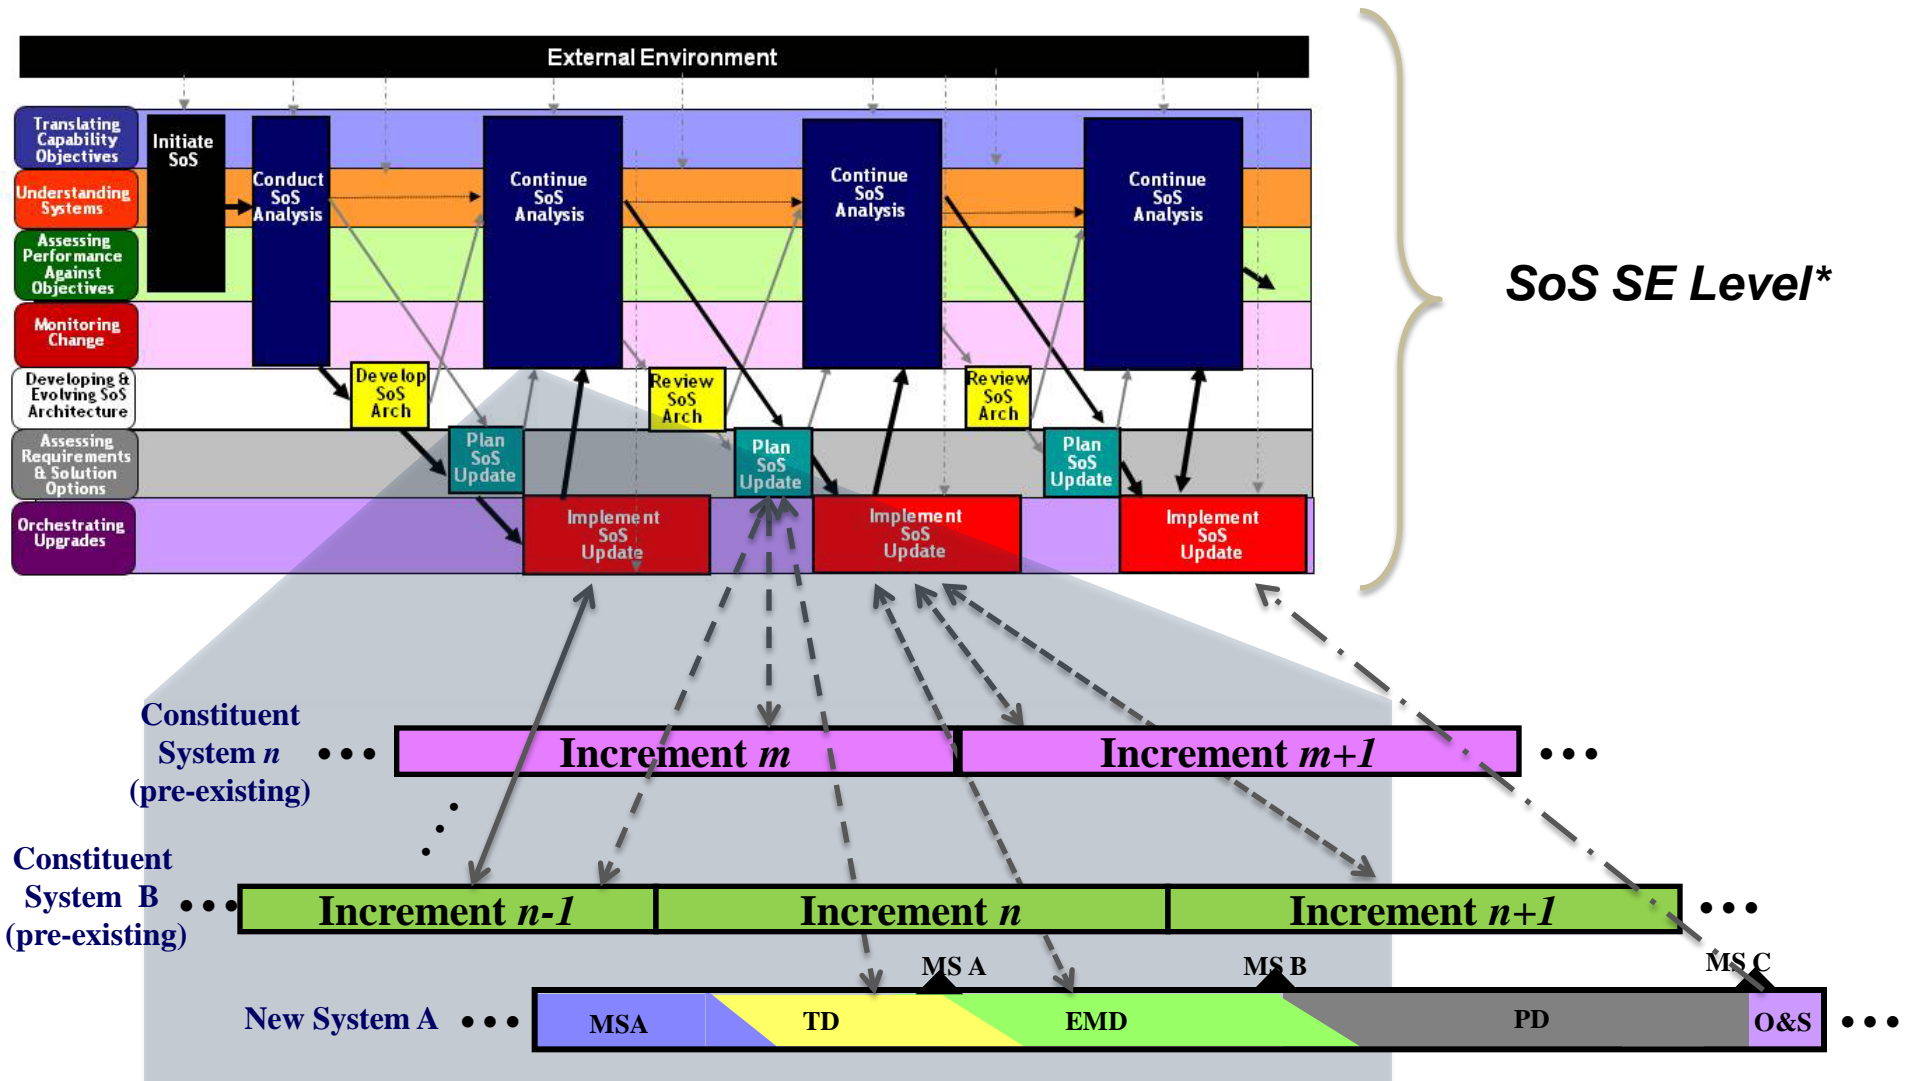 External Environment
Translating
Capability
Objectives
Understanding
Systems
Assessing
Performance
Against
Objectives
Monitoring
Change
Developing &
Evolving SoS
Architecture
Assessing
Requirements
& Solution
Options
Orchestrating
Upgrades
Initiate
SoS
Conduct
SoS
Analysis
Continue
SoS
Analysis
Continue
SoS
Analysis
Continue
SoS
Analysis
Develop
SoS
Arch
Review
SoS
Arch
Review
SoS
Arch
Plan
SoS
Update
Plan
SoS
Update
Plan
SoS
Update
Implement
SoS
Update
Implement
SoS
Update
Implement
SoS
Update
SoS SE Level*
Constituent
System n
(pre-existing)
•••
Increment m
Increment m+1
•••
Constituent
System B
(pre-existing)
•••
Increment n-1
Increment n
Increment n+1
•••
MS A
MS B
MS C
New System A
•••
MSA
TD
EMD
PD
O&S
•••